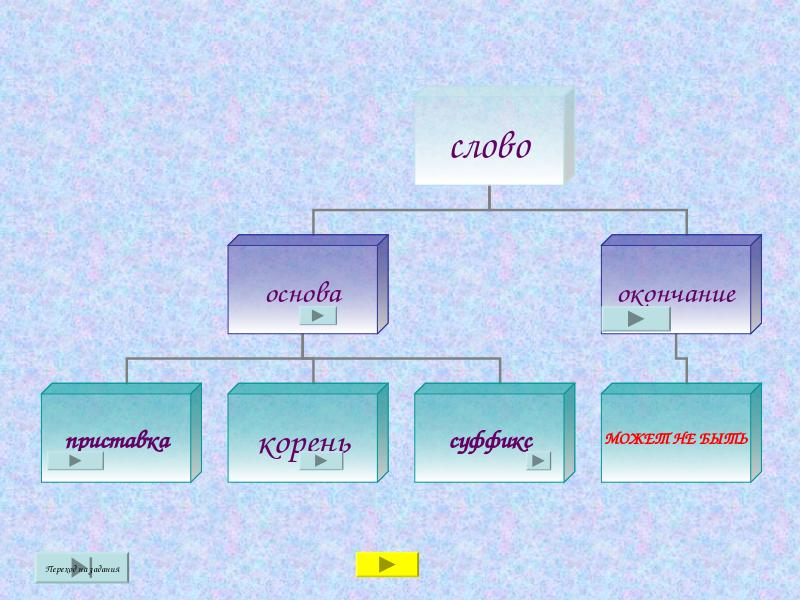 слово
основа
окончание
приставка
корень
суффикс
МОЖЕТ НЕ БЫТЬ
Переход на задания